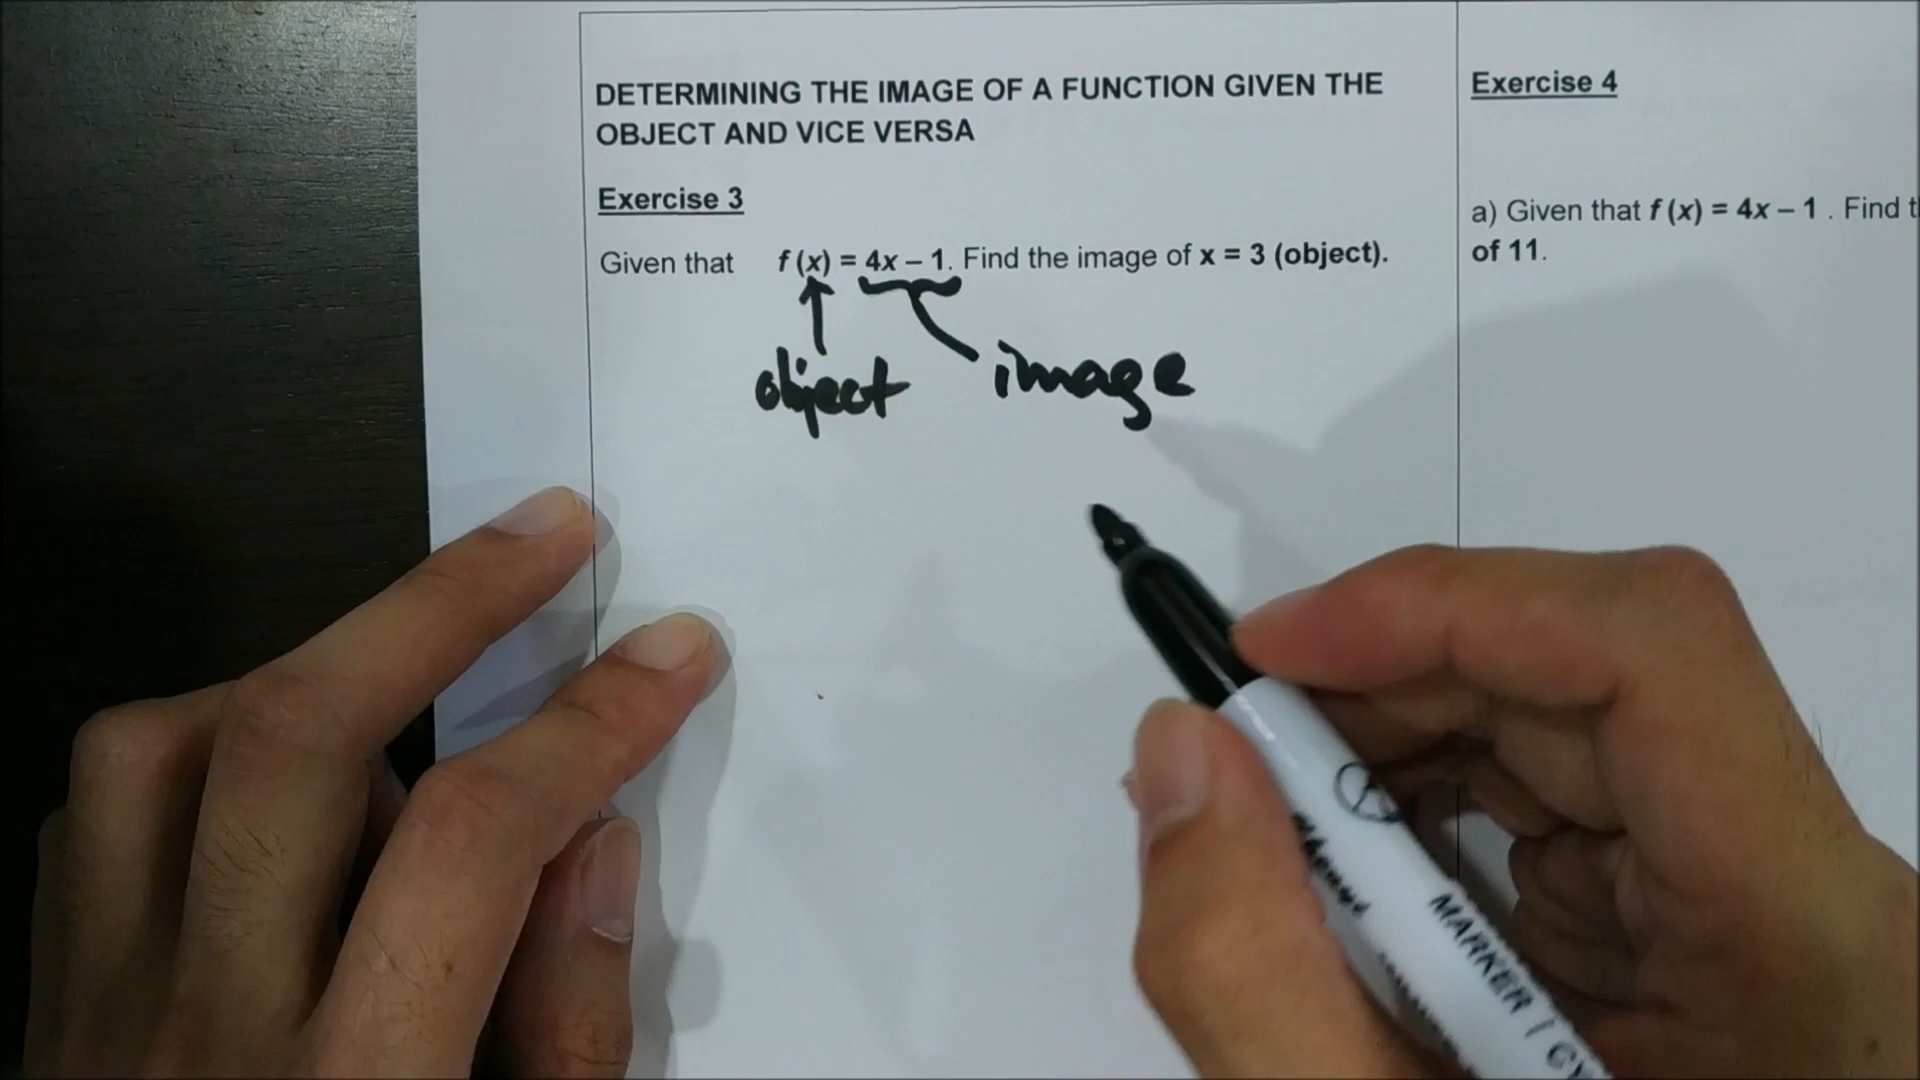 DETERMINING THE IMAGE OF A FUNCTION GIVEN THE
OBJECT AND VICE VERSA
Exercise 3
Given that f (x) = 4x – 1. Find the image of x = 3 (object).
object image
Exercise 4
a) Given that f (x) = 4x – 1 . Find
of 11.
MARKER